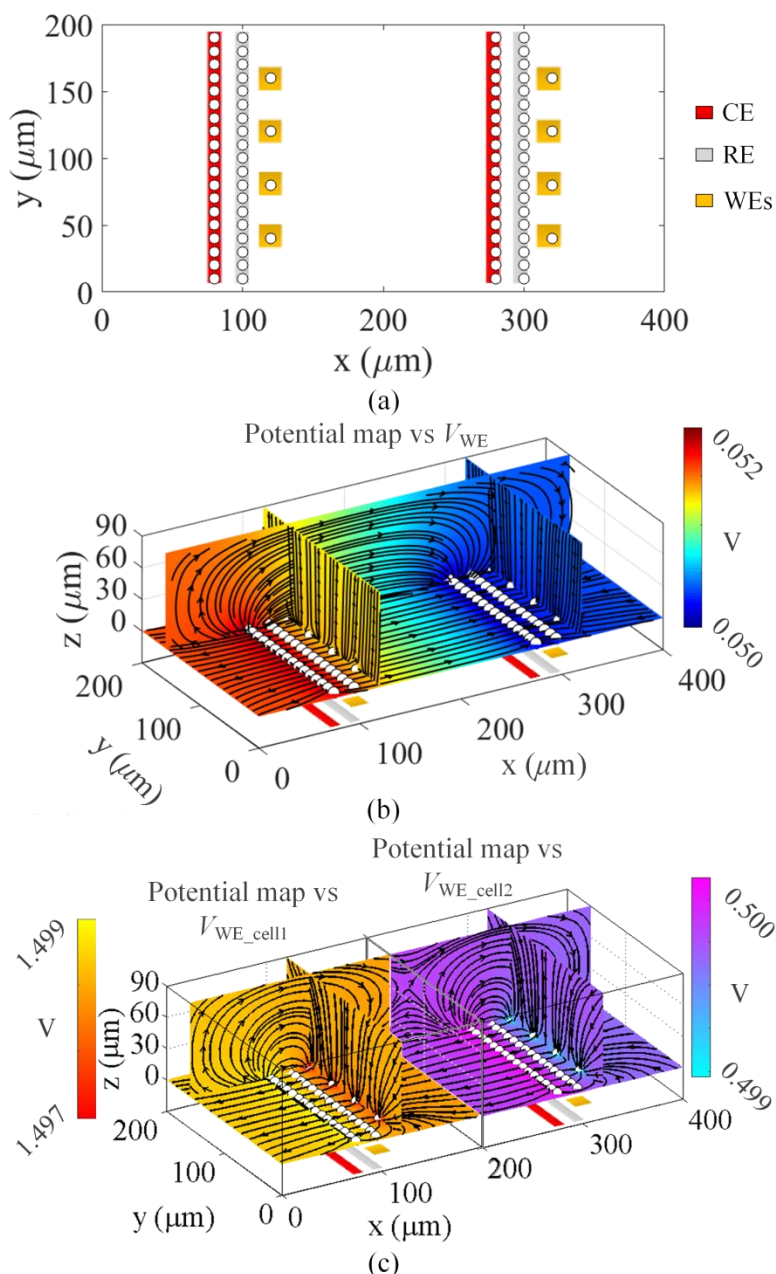 200
150
100
50
0
y (μm)
0
100
200
300
400
x (μm)
CE
RE
WEs
(a)
Potential map vs V_WE
90
60
30
0
z (μm)
200
100
0
y (μm)
0
100
200
300
400
x (μm)
0.052
V
0.050
(b)
Potential map vs
V_WE_cell1
Potential map vs
V_WE_cell2
1.499
V
1.497
90
60
30
0
z (μm)
200
100
0
y (μm)
0
100
200
300
400
x (μm)
0.500
V
0.499
(c)